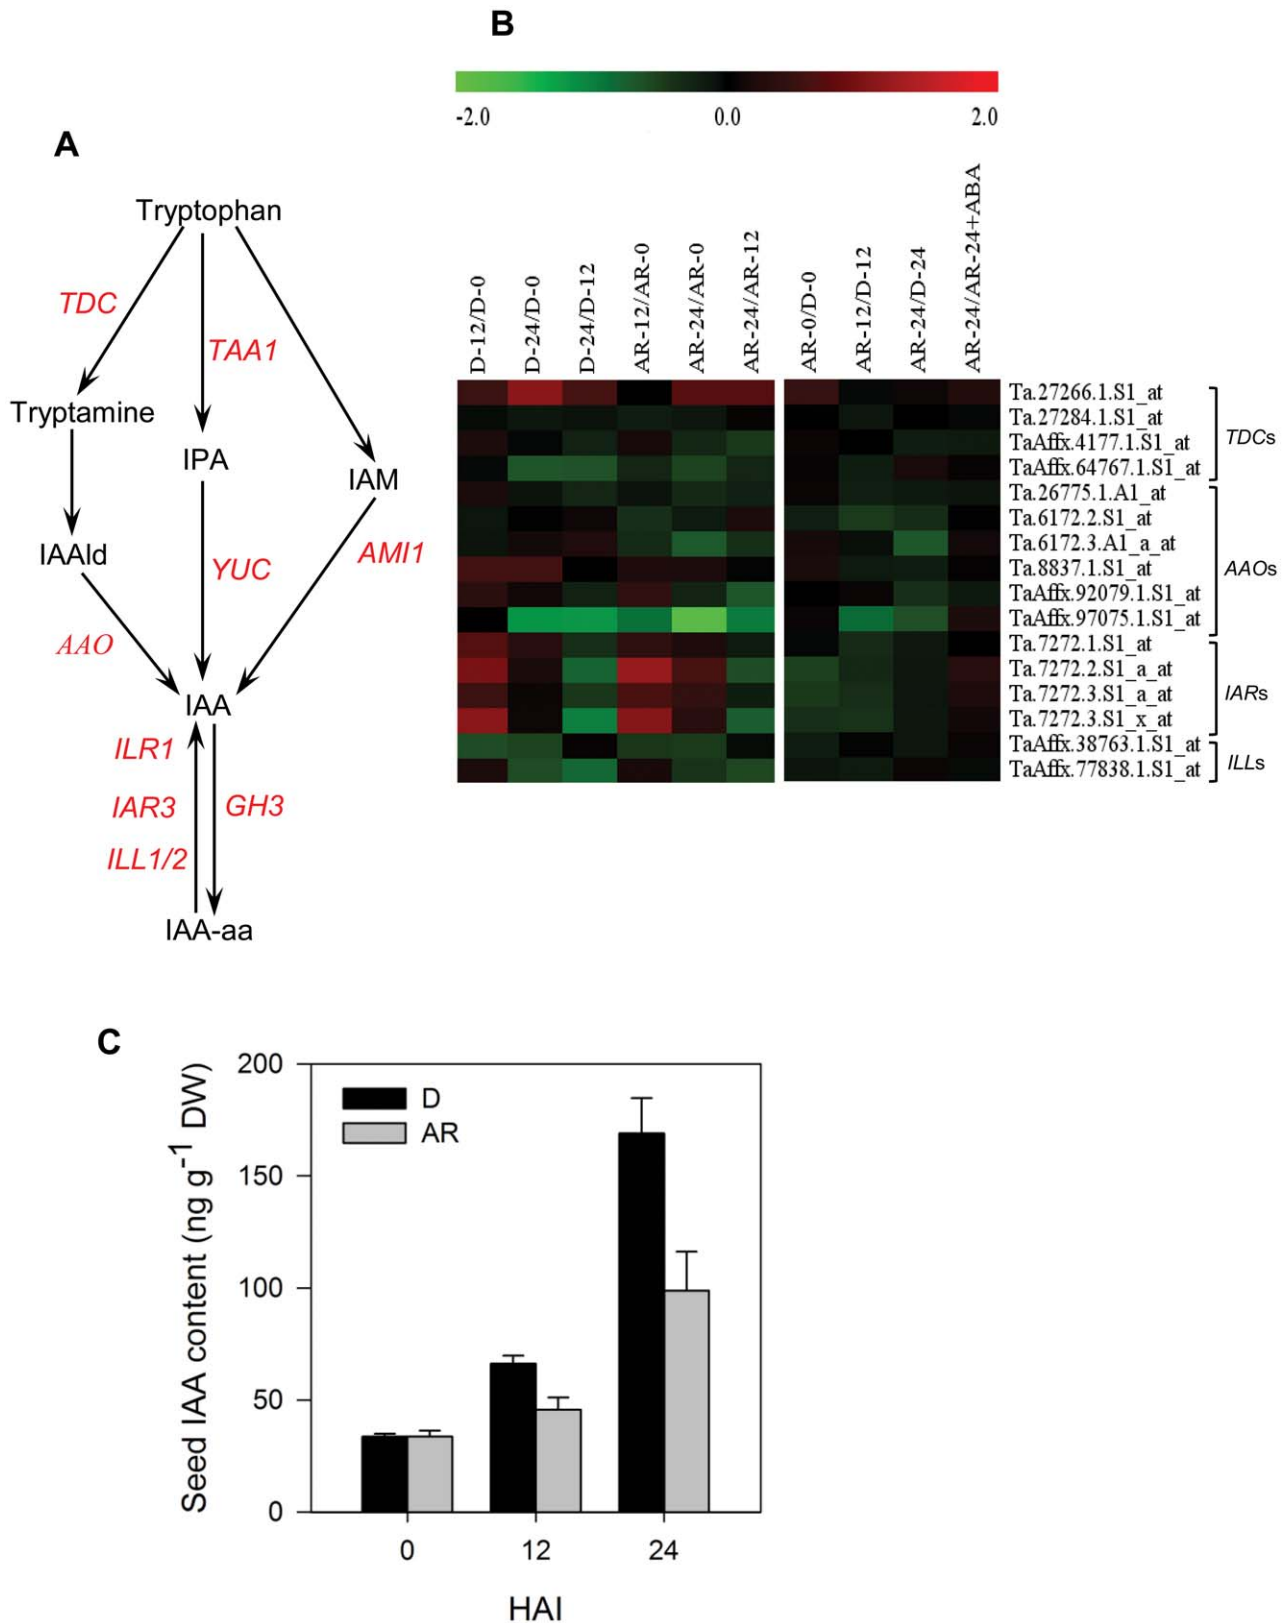 B
-2.0 0.0 2.0
A
Tryptophan
TDC
TAA1
Tryptamine
IPA
IAM
IAAld
YUC
AMI1
AAO
IAA
ILR1
IAR3
GH3
ILL1/2
IAA-aa
D-12/D-0
D-24/D-0
D-24/D-12
AR-12/AR-0
AR-24/AR-0
AR-24/AR-12
AR-0/D-0
AR-12/D-12
AR-24/D-24
AR-24/AR-24+ABA
Ta.27266.1.S1_at
Ta.27284.1.S1_at
TaAffx.4177.1.S1_at
TaAffx.64767.1.S1_at
TDCs
Ta.26775.1.A1_at
Ta.6172.2.S1_at
Ta.6172.3.A1_a_at
Ta.8837.1.S1_at
TaAffx.92079.1.S1_at
TaAffx.97075.1.S1_at
AAOs
Ta.7272.1.S1_at
Ta.7272.2.S1_a_at
Ta.7272.3.S1_a_at
Ta.7272.3.S1_x_at
IARs
TaAffx.38763.1.S1_at
TaAffx.77838.1.S1_at
ILLs
C
Seed IAA content (ng g⁻¹ DW)
200
150
100
50
0
D
AR
0 12 24
HAI